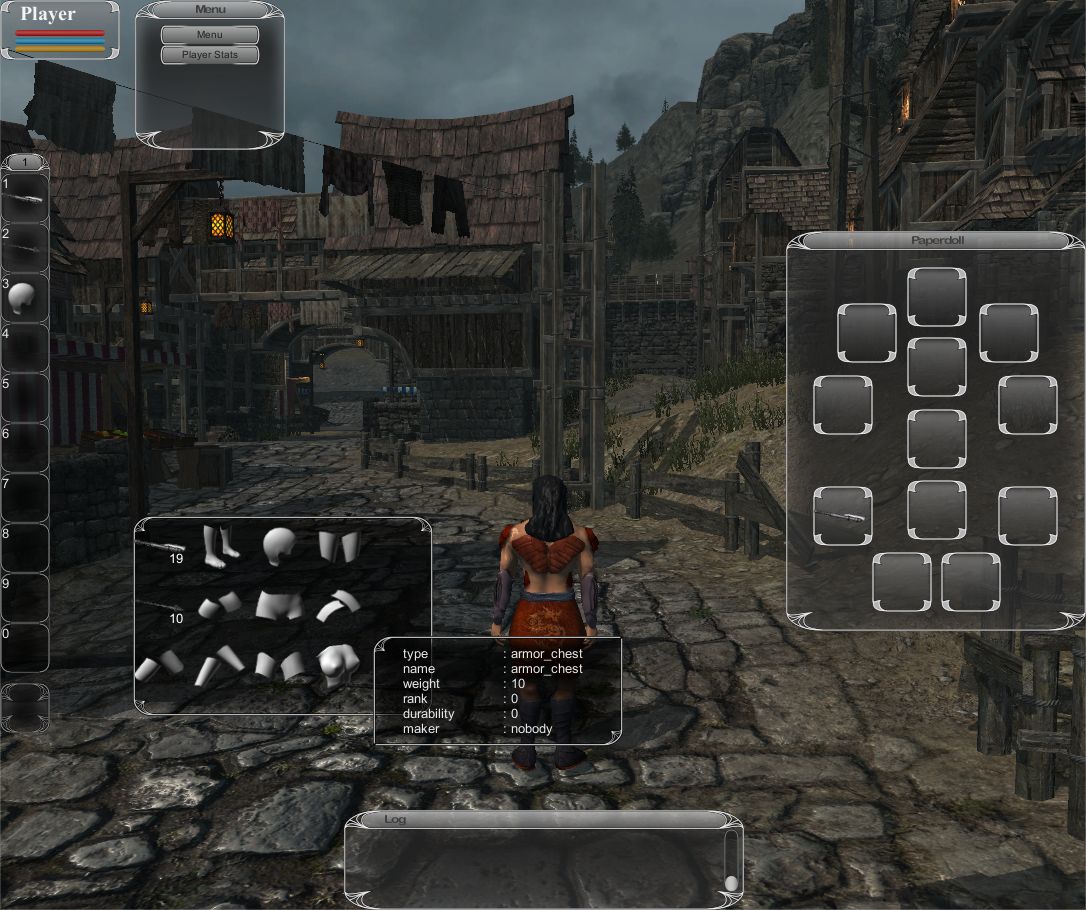 Player
Menu
Menu
Player Stats
1
1
2
3
4
5
6
7
8
9
0
Paperdoll
19
10
type : armor_chest
name : armor_chest
weight : 10
rank : 0
durability : 0
maker : nobody
Log